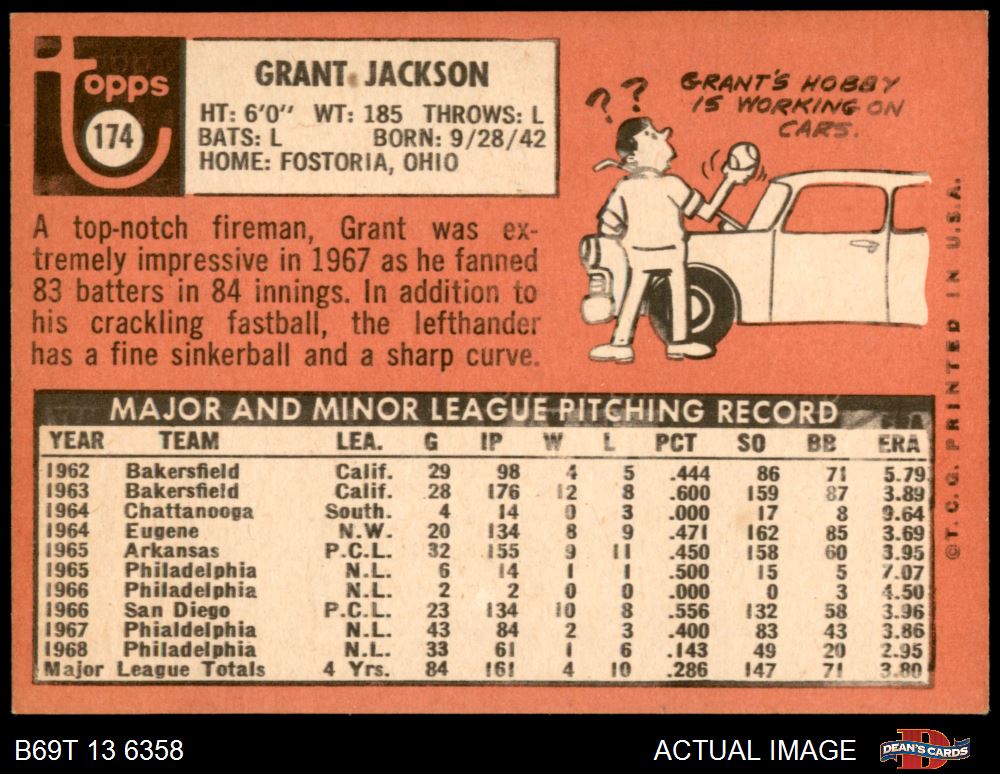 topps
174
GRANT JACKSON
HT: 6'0" WT: 185 THROWS: L
BATS: L BORN: 9/28/42
HOME: FOSTORIA, OHIO
A top-notch fireman, Grant was ex-
tremely impressive in 1967 as he fanned
83 batters in 84 innings. In addition to
his crackling fastball, the lefthander
has a fine sinkerball and a sharp curve.
? ?
GRANT'S HOBBY
IS WORKING ON
CARS.
MAJOR AND MINOR LEAGUE PITCHING RECORD
YEAR TEAM LEA. G IP W L PCT SO BB ERA
1962 Bakersfield Calif. 29 98 4 5 .444 86 71 5.79
1963 Bakersfield Calif. 28 176 12 8 .600 159 87 3.89
1964 Chattanooga South. 4 14 0 3 .000 17 8 9.64
1964 Eugene N.W. 20 134 8 9 .471 162 85 3.69
1965 Arkansas P.C.L. 32 155 9 11 .450 158 60 3.95
1965 Philadelphia N.L. 6 14 1 1 .500 15 5 7.07
1966 Philadelphia N.L. 2 2 0 0 .000 0 3 4.50
1966 San Diego P.C.L. 23 134 10 8 .556 132 58 3.96
1967 Phialdelphia N.L. 43 84 2 3 .400 83 43 3.86
1968 Philadelphia N.L. 33 61 1 6 .143 49 20 2.95
Major League Totals 4 Yrs. 84 161 4 10 .286 147 71 3.80
©T.C.G. PRINTED IN U.S.A.
B69T 13 6358
ACTUAL IMAGE
DEAN'S CARDS